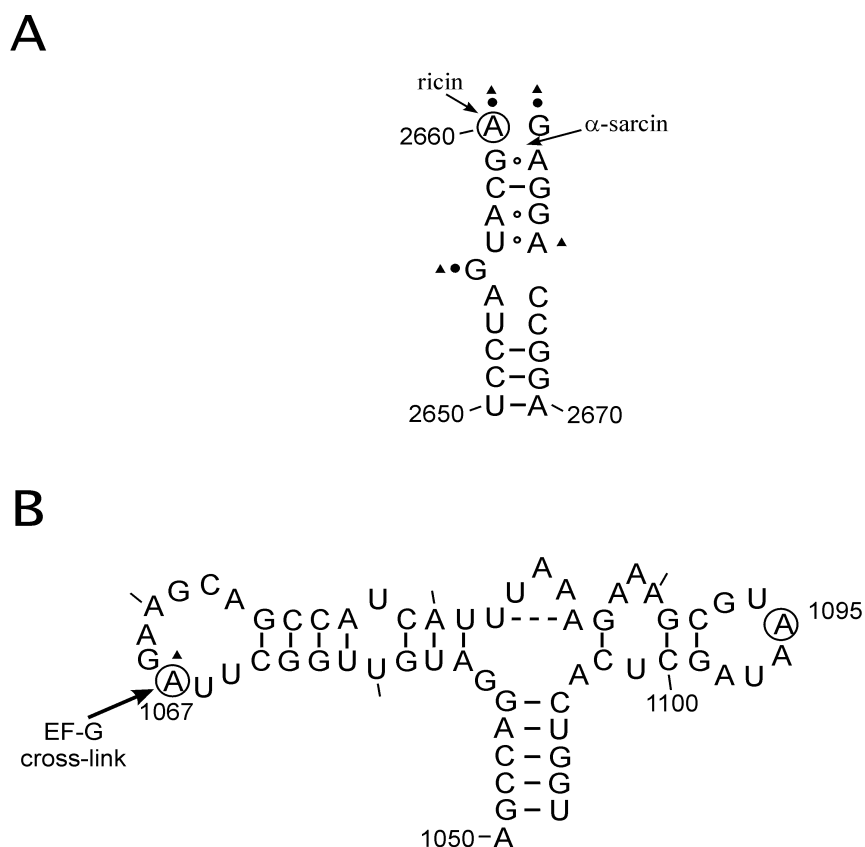 A
ricin
α-sarcin
2660 A G
G A
C G
A G
U A
G
A C
U C
C G
C G
2650 U A 2670
B
A G C A G C C A U C A U U U A A A G A A A G C G U A 1095
A G A U U C G G U U G U A G G C A C U C G A U A
1067
EF-G
cross-link
1100
A U
C G
C G
G U
1050 A